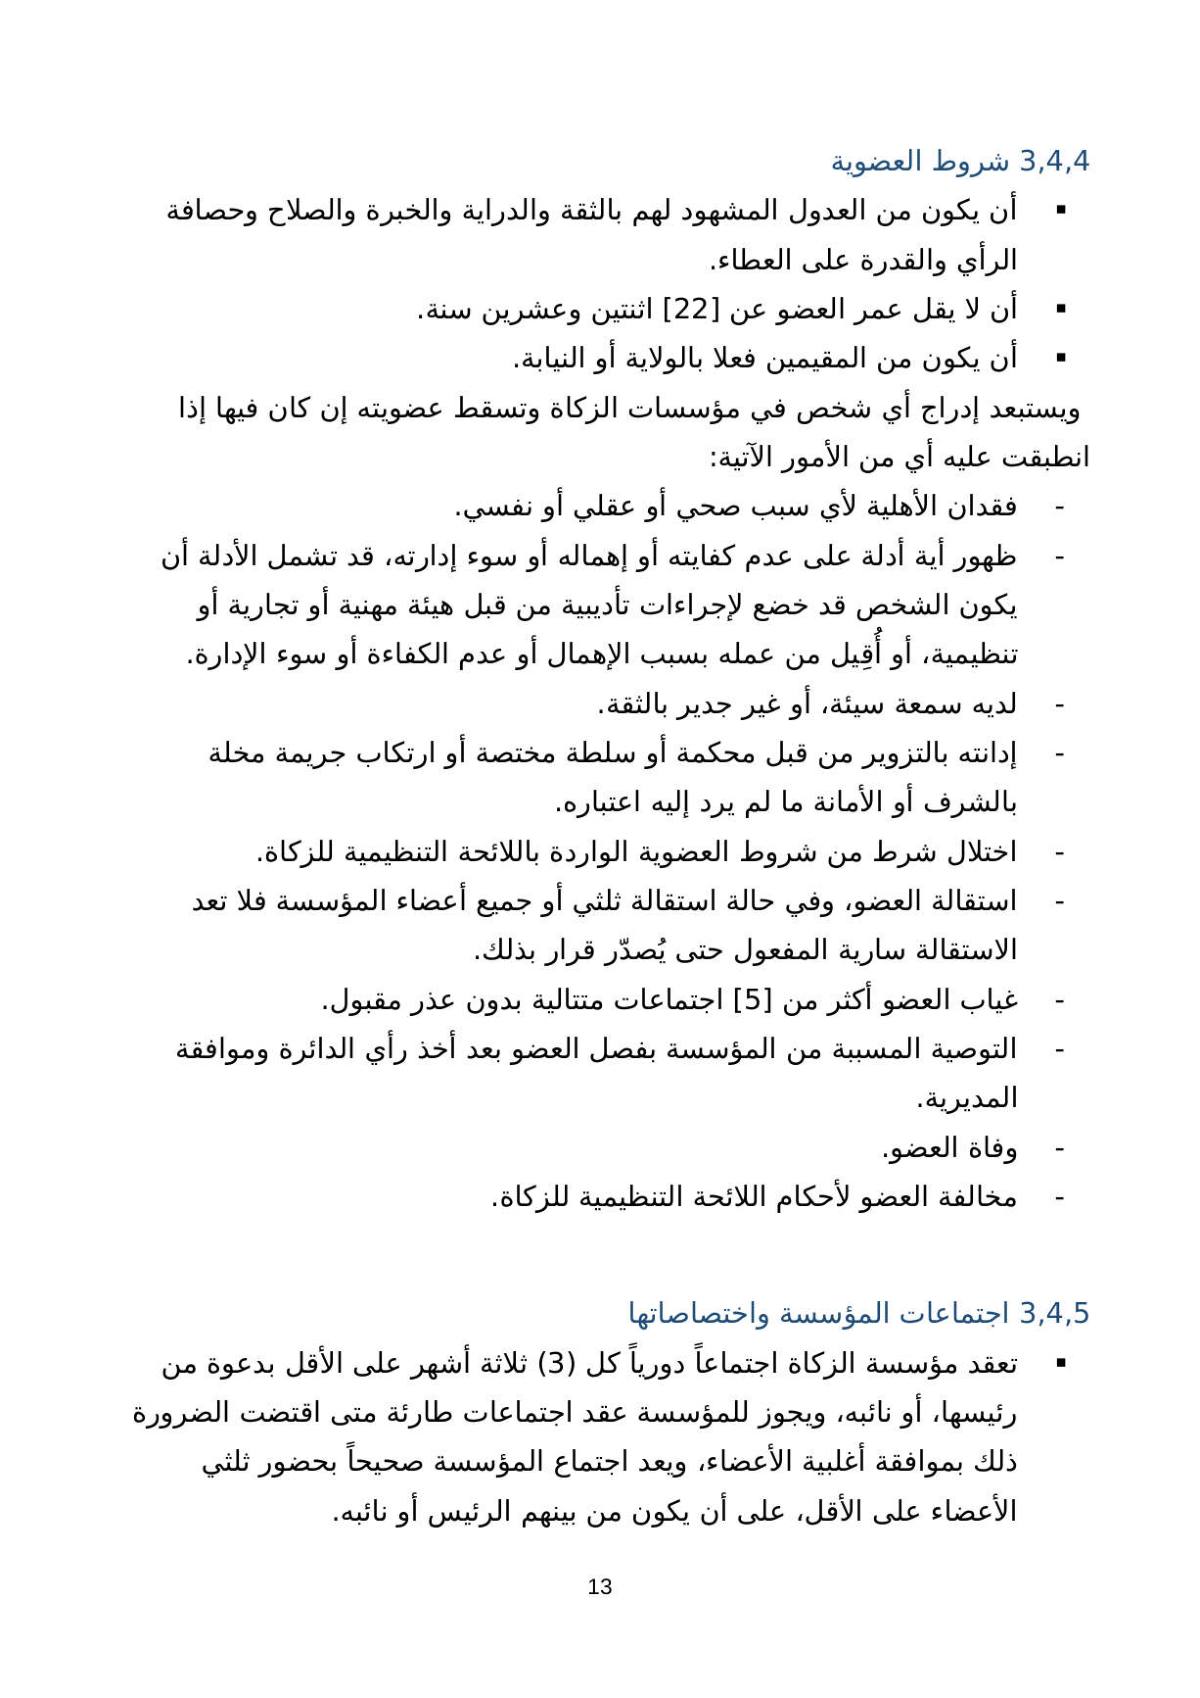 3,4,4 شروط العضوية
▪ أن يكون من العدول المشهود لهم بالثقة والدراية والخبرة والصلاح وحصافة
الرأي والقدرة على العطاء.
▪ أن لا يقل عمر العضو عن [22] اثنتين وعشرين سنة.
▪ أن يكون من المقيمين فعلا بالولاية أو النيابة.
ويستبعد إدراج أي شخص في مؤسسات الزكاة وتسقط عضويته إن كان فيها إذا
انطبقت عليه أي من الأمور الآتية:
- فقدان الأهلية لأي سبب صحي أو عقلي أو نفسي.
- ظهور أية أدلة على عدم كفايته أو إهماله أو سوء إدارته، قد تشمل الأدلة أن
يكون الشخص قد خضع لإجراءات تأديبية من قبل هيئة مهنية أو تجارية أو
تنظيمية، أو أُقِيل من عمله بسبب الإهمال أو عدم الكفاءة أو سوء الإدارة.
- لديه سمعة سيئة، أو غير جدير بالثقة.
- إدانته بالتزوير من قبل محكمة أو سلطة مختصة أو ارتكاب جريمة مخلة
بالشرف أو الأمانة ما لم يرد إليه اعتباره.
- اختلال شرط من شروط العضوية الواردة باللائحة التنظيمية للزكاة.
- استقالة العضو، وفي حالة استقالة ثلثي أو جميع أعضاء المؤسسة فلا تعد
الاستقالة سارية المفعول حتى يُصدّر قرار بذلك.
- غياب العضو أكثر من [5] اجتماعات متتالية بدون عذر مقبول.
- التوصية المسببة من المؤسسة بفصل العضو بعد أخذ رأي الدائرة وموافقة
المديرية.
- وفاة العضو.
- مخالفة العضو لأحكام اللائحة التنظيمية للزكاة.
3,4,5 اجتماعات المؤسسة واختصاصاتها
▪ تعقد مؤسسة الزكاة اجتماعاً دورياً كل (3) ثلاثة أشهر على الأقل بدعوة من
رئيسها، أو نائبه، ويجوز للمؤسسة عقد اجتماعات طارئة متى اقتضت الضرورة
ذلك بموافقة أغلبية الأعضاء، ويعد اجتماع المؤسسة صحيحاً بحضور ثلثي
الأعضاء على الأقل، على أن يكون من بينهم الرئيس أو نائبه.
13